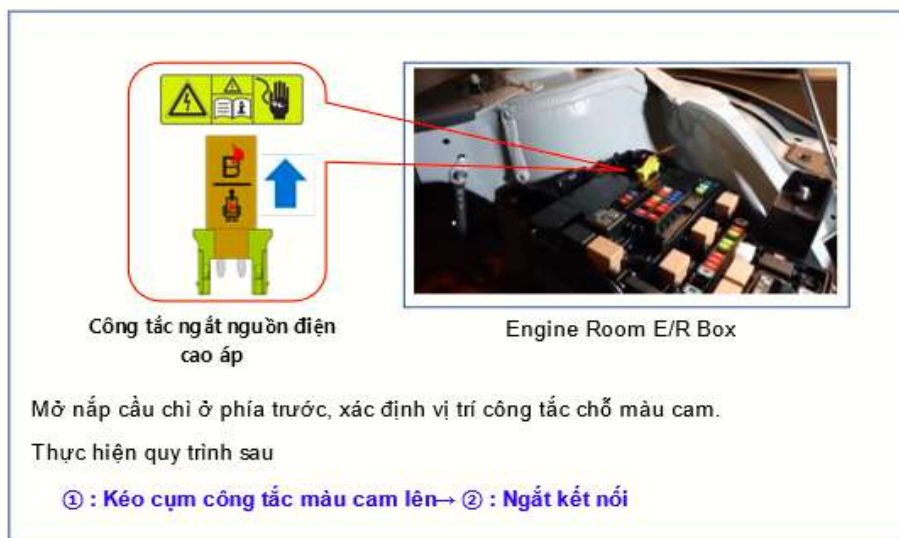 Công tắc ngắt nguồn điện
cao áp
Engine Room E/R Box
Mở nắp cầu chì ở phía trước, xác định vị trí công tắc chỗ màu cam.
Thực hiện quy trình sau
① : Kéo cụm công tắc màu cam lên→ ② : Ngắt kết nối